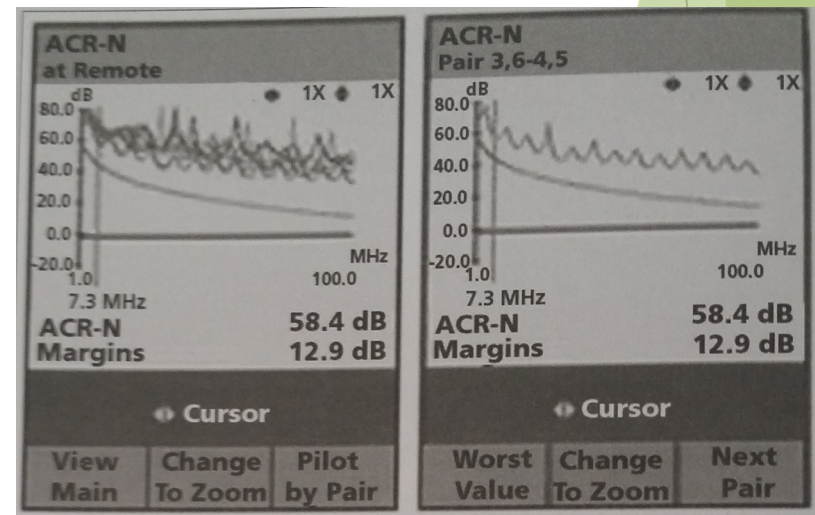 ACR-N
at Remote
dB
1X 1X
80.0
60.0
40.0
20.0
0.0
-20.0
MHz
1.0 100.0
7.3 MHz
ACR-N 58.4 dB
Margins 12.9 dB
Cursor
View Change Pilot
Main To Zoom by Pair
ACR-N
Pair 3,6-4,5
dB
1X 1X
80.0
60.0
40.0
20.0
0.0
-20.0
MHz
1.0 100.0
7.3 MHz
ACR-N 58.4 dB
Margins 12.9 dB
Cursor
Worst Change Next
Value To Zoom Pair